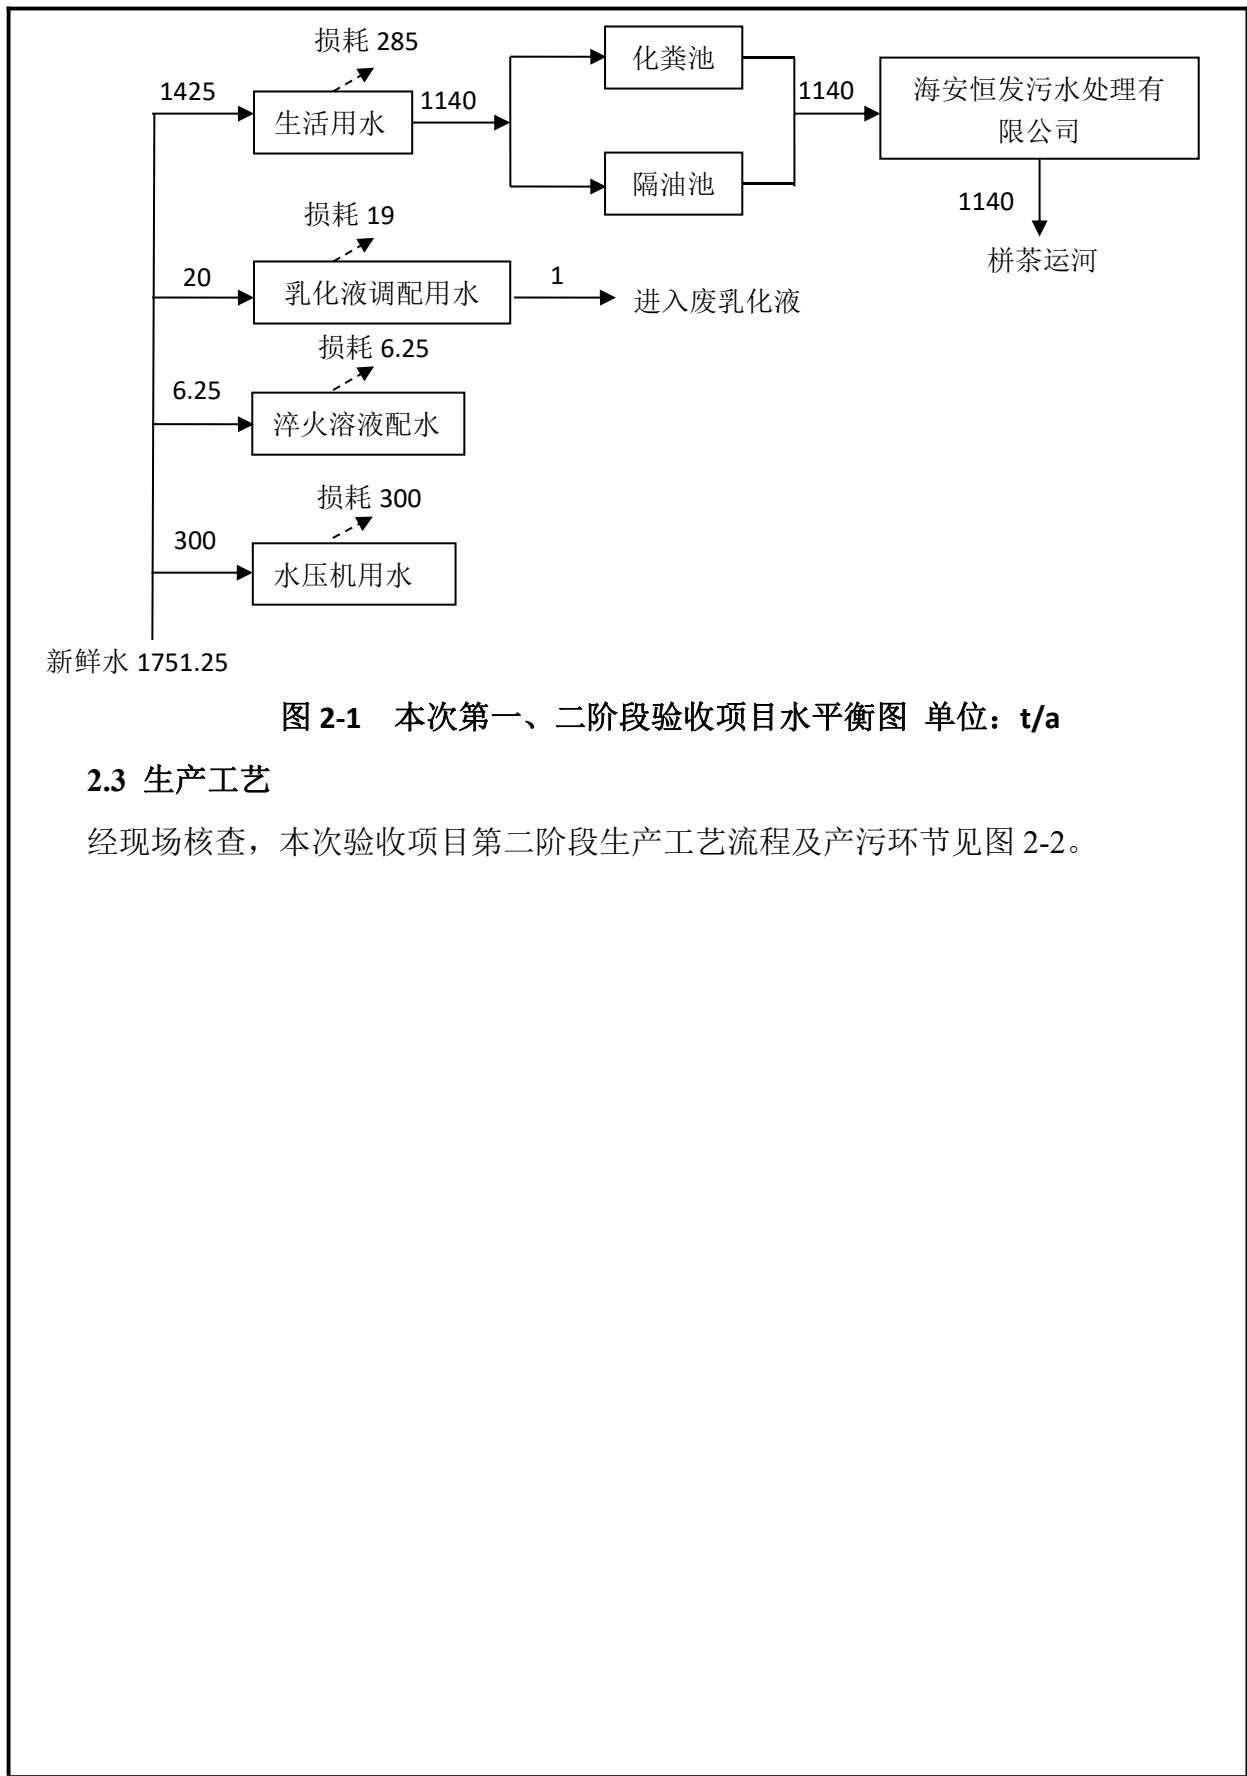 损耗 285
1425
生活用水
1140
化粪池
隔油池
1140
海安恒发污水处理有
限公司
1140
栟茶运河
损耗 19
20
乳化液调配用水
1
进入废乳化液
损耗 6.25
6.25
淬火溶液配水
损耗 300
300
水压机用水
新鲜水 1751.25
图 2-1 本次第一、二阶段验收项目水平衡图 单位：t/a
2.3 生产工艺
经现场核查，本次验收项目第二阶段生产工艺流程及产污环节见图 2-2。